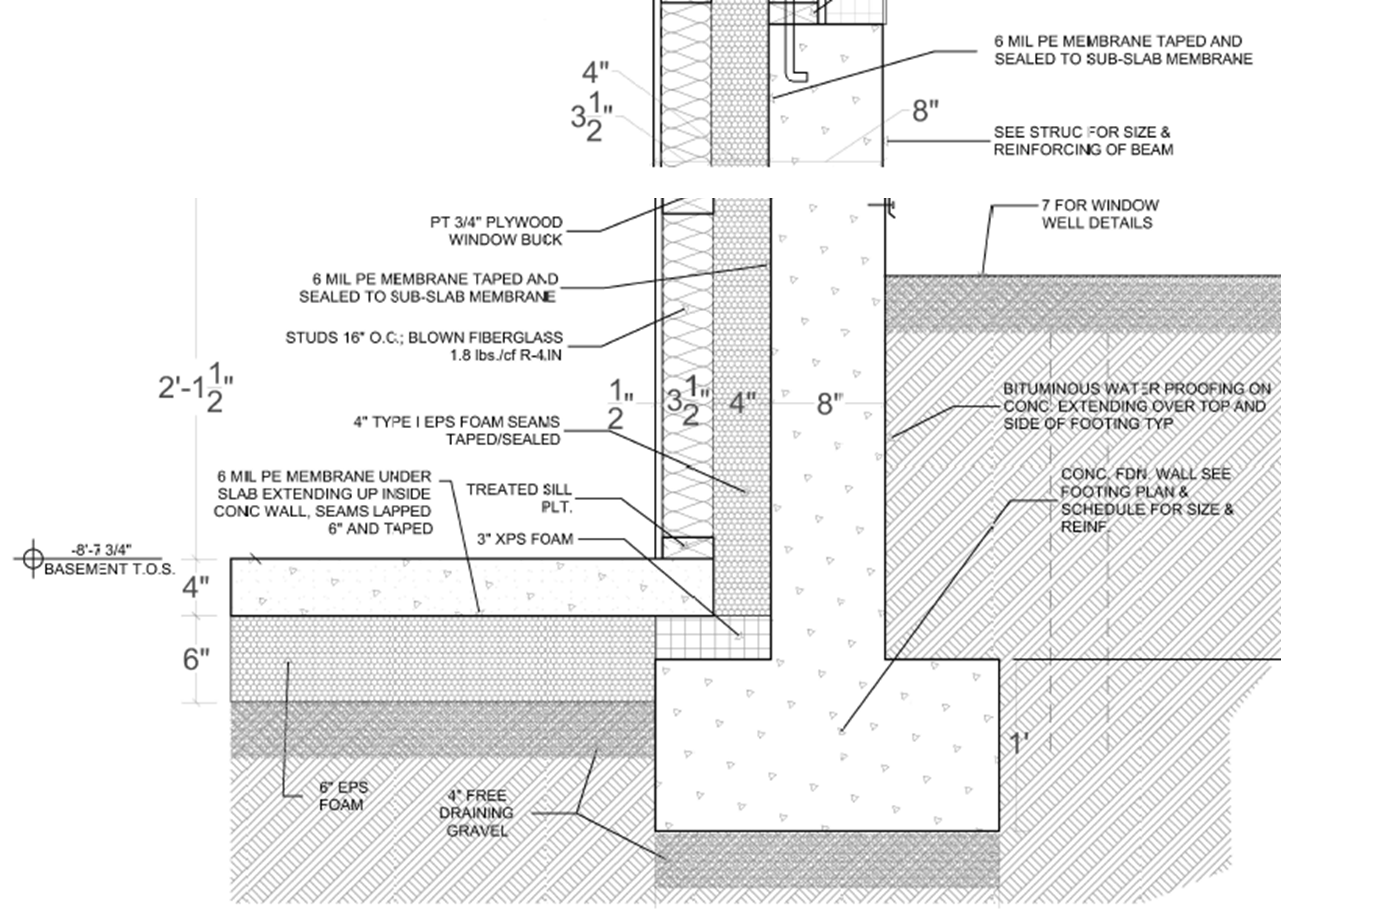 6 MIL PE MEMBRANE TAPED AND
SEALED TO SUB-SLAB MEMBRANE
4"
3 1/2"
8"
SEE STRUC FOR SIZE &
REINFORCING OF BEAM
7 FOR WINDOW
WELL DETAILS
PT 3/4" PLYWOOD
WINDOW BUCK
6 MIL PE MEMBRANE TAPED AND
SEALED TO SUB-SLAB MEMBRANE
STUDS 16" O.C.; BLOWN FIBERGLASS
1.8 lbs./cf R-4.IN
2'-1 1/2"
1/2"
3 1/2"
4"
8"
BITUMINOUS WATER PROOFING ON
CONC. EXTENDING OVER TOP AND
SIDE OF FOOTING TYP
4" TYPE I EPS FOAM SEAMS
TAPED/SEALED
6 MIL PE MEMBRANE UNDER
SLAB EXTENDING UP INSIDE
CONC WALL, SEAMS LAPPED
6" AND TAPED
TREATED SILL
PLT.
3" XPS FOAM
CONC. FDN. WALL SEE
FOOTING PLAN &
SCHEDULE FOR SIZE &
REINF.
-8'-7 3/4"
BASEMENT T.O.S.
4"
6"
1'
6" EPS
FOAM
4" FREE
DRAINING
GRAVEL